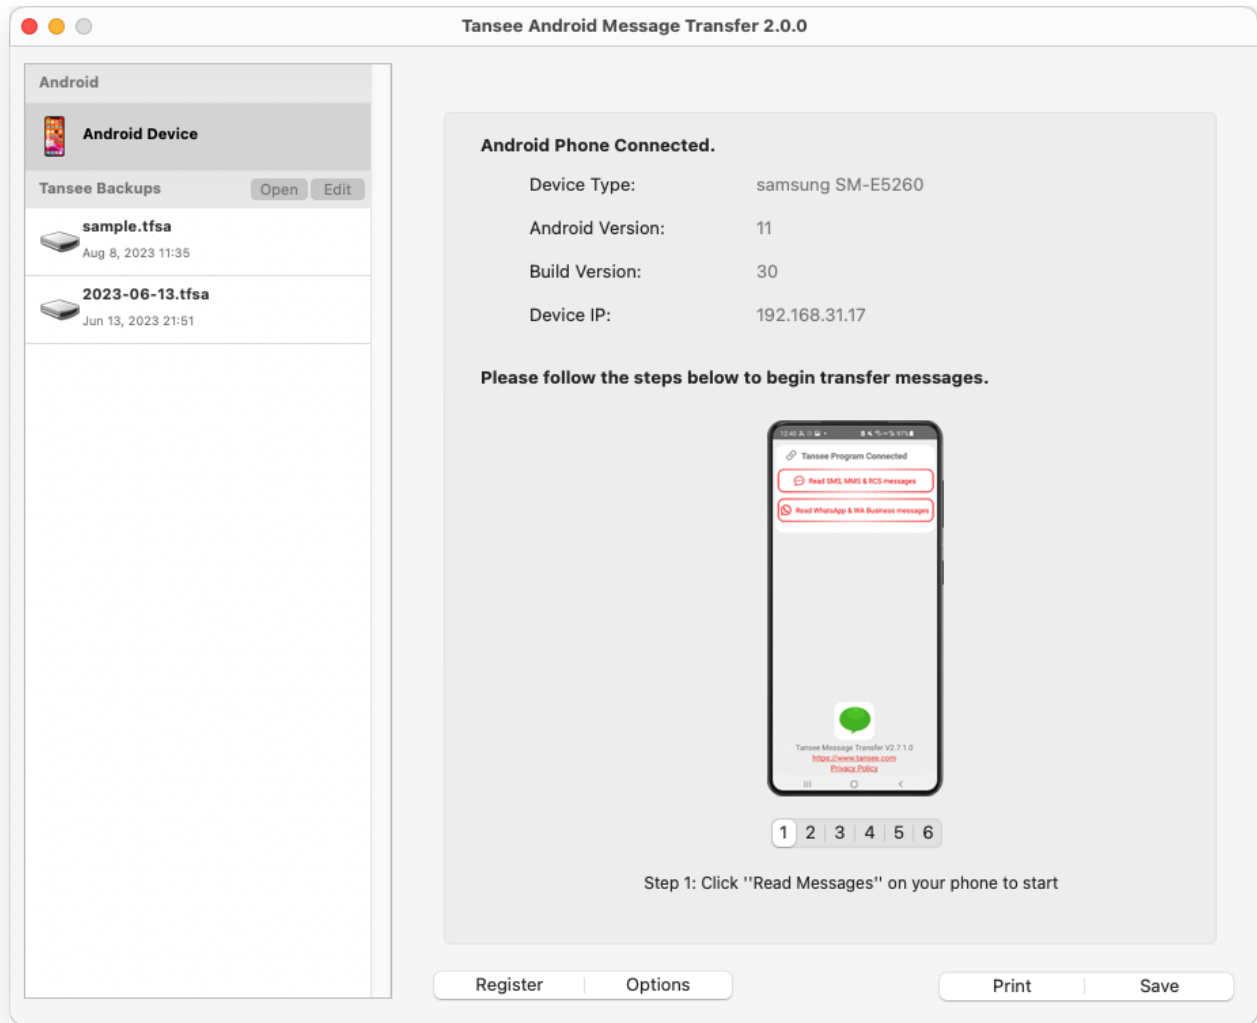 Tansee Android Message Transfer 2.0.0
Android
Android Device
Tansee Backups Open Edit
sample.tfsa
Aug 8, 2023 11:35
2023-06-13.tfsa
Jun 13, 2023 21:51
Android Phone Connected.
Device Type: samsung SM-E5260
Android Version: 11
Build Version: 30
Device IP: 192.168.31.17
Please follow the steps below to begin transfer messages.
12:40 97%
Tansee Program Connected
Read SMS, MMS & RCS messages
Read WhatsApp & WA Business messages
Tansee Message Transfer V2.7.1.0
https://www.tansee.com
Privacy Policy
1 2 3 4 5 6
Step 1: Click ''Read Messages'' on your phone to start
Register Options Print Save